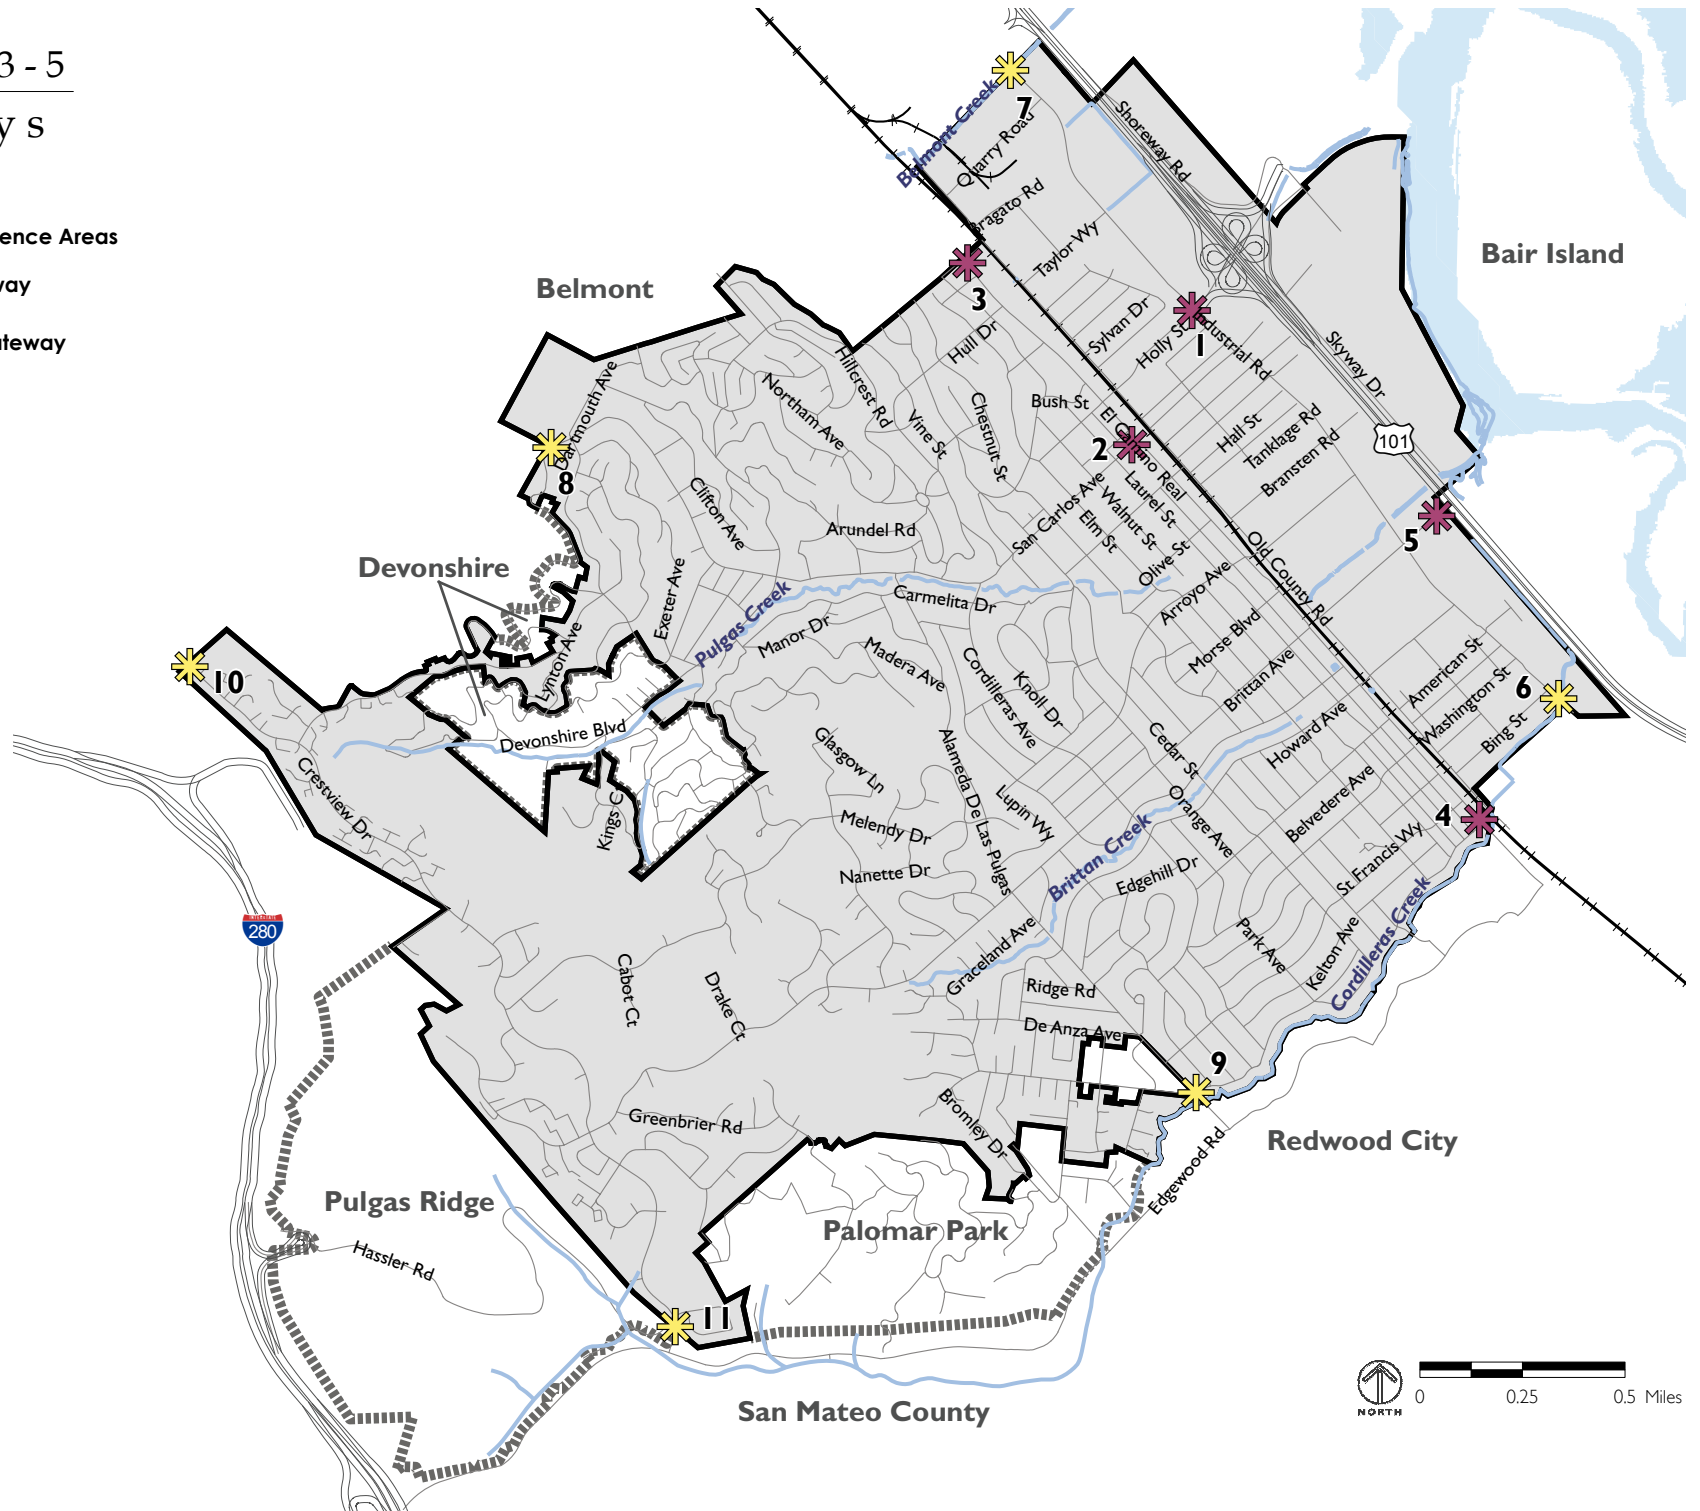 3 - 5
y s
ence Areas
way
ateway
7
Belmont Creek
Quarry Road
Bragato Rd
Shoreway Rd
Taylor Wy
Bair Island
Belmont
3
Sylvan Dr
Holly St
1
Industrial Rd
Skyway Dr
Hull Dr
Dartmouth Ave
Hillcrest Rd
Northam Ave
Vine St
Chestnut St
Bush St
El Camino Real
2
Hall St
Tanklage Rd
Bransten Rd
101
8
Clifton Ave
Arundel Rd
San Carlos Ave
Laurel St
Walnut St
Elm St
Olive St
5
Devonshire
Exeter Ave
Pulgas Creek
Carmelita Dr
Arroyo Ave
Old County Rd
Lynton Ave
Manor Dr
Madera Ave
Cordilleras Ave
Knoll Dr
Morse Blvd
Brittan Ave
American St
Washington St
6
Bing St
10
Devonshire Blvd
Crestview Dr
Kings C
Glasgow Ln
Alameda De Las Pulgas
Cedar St
Howard Ave
Melendy Dr
Lupin Wy
Orange Ave
Belvedere Ave
4
Nanette Dr
Brittan Creek
Edgehill Dr
St Francis Wy
INTERSTATE
280
Cabot Ct
Drake Ct
Graceland Ave
Park Ave
Kelton Ave
Cordilleras Creek
Ridge Rd
De Anza Ave
9
Greenbrier Rd
Bromley Dr
Edgewood Rd
Redwood City
Pulgas Ridge
Hassler Rd
Palomar Park
11
San Mateo County
NORTH
0 0.25 0.5 Miles